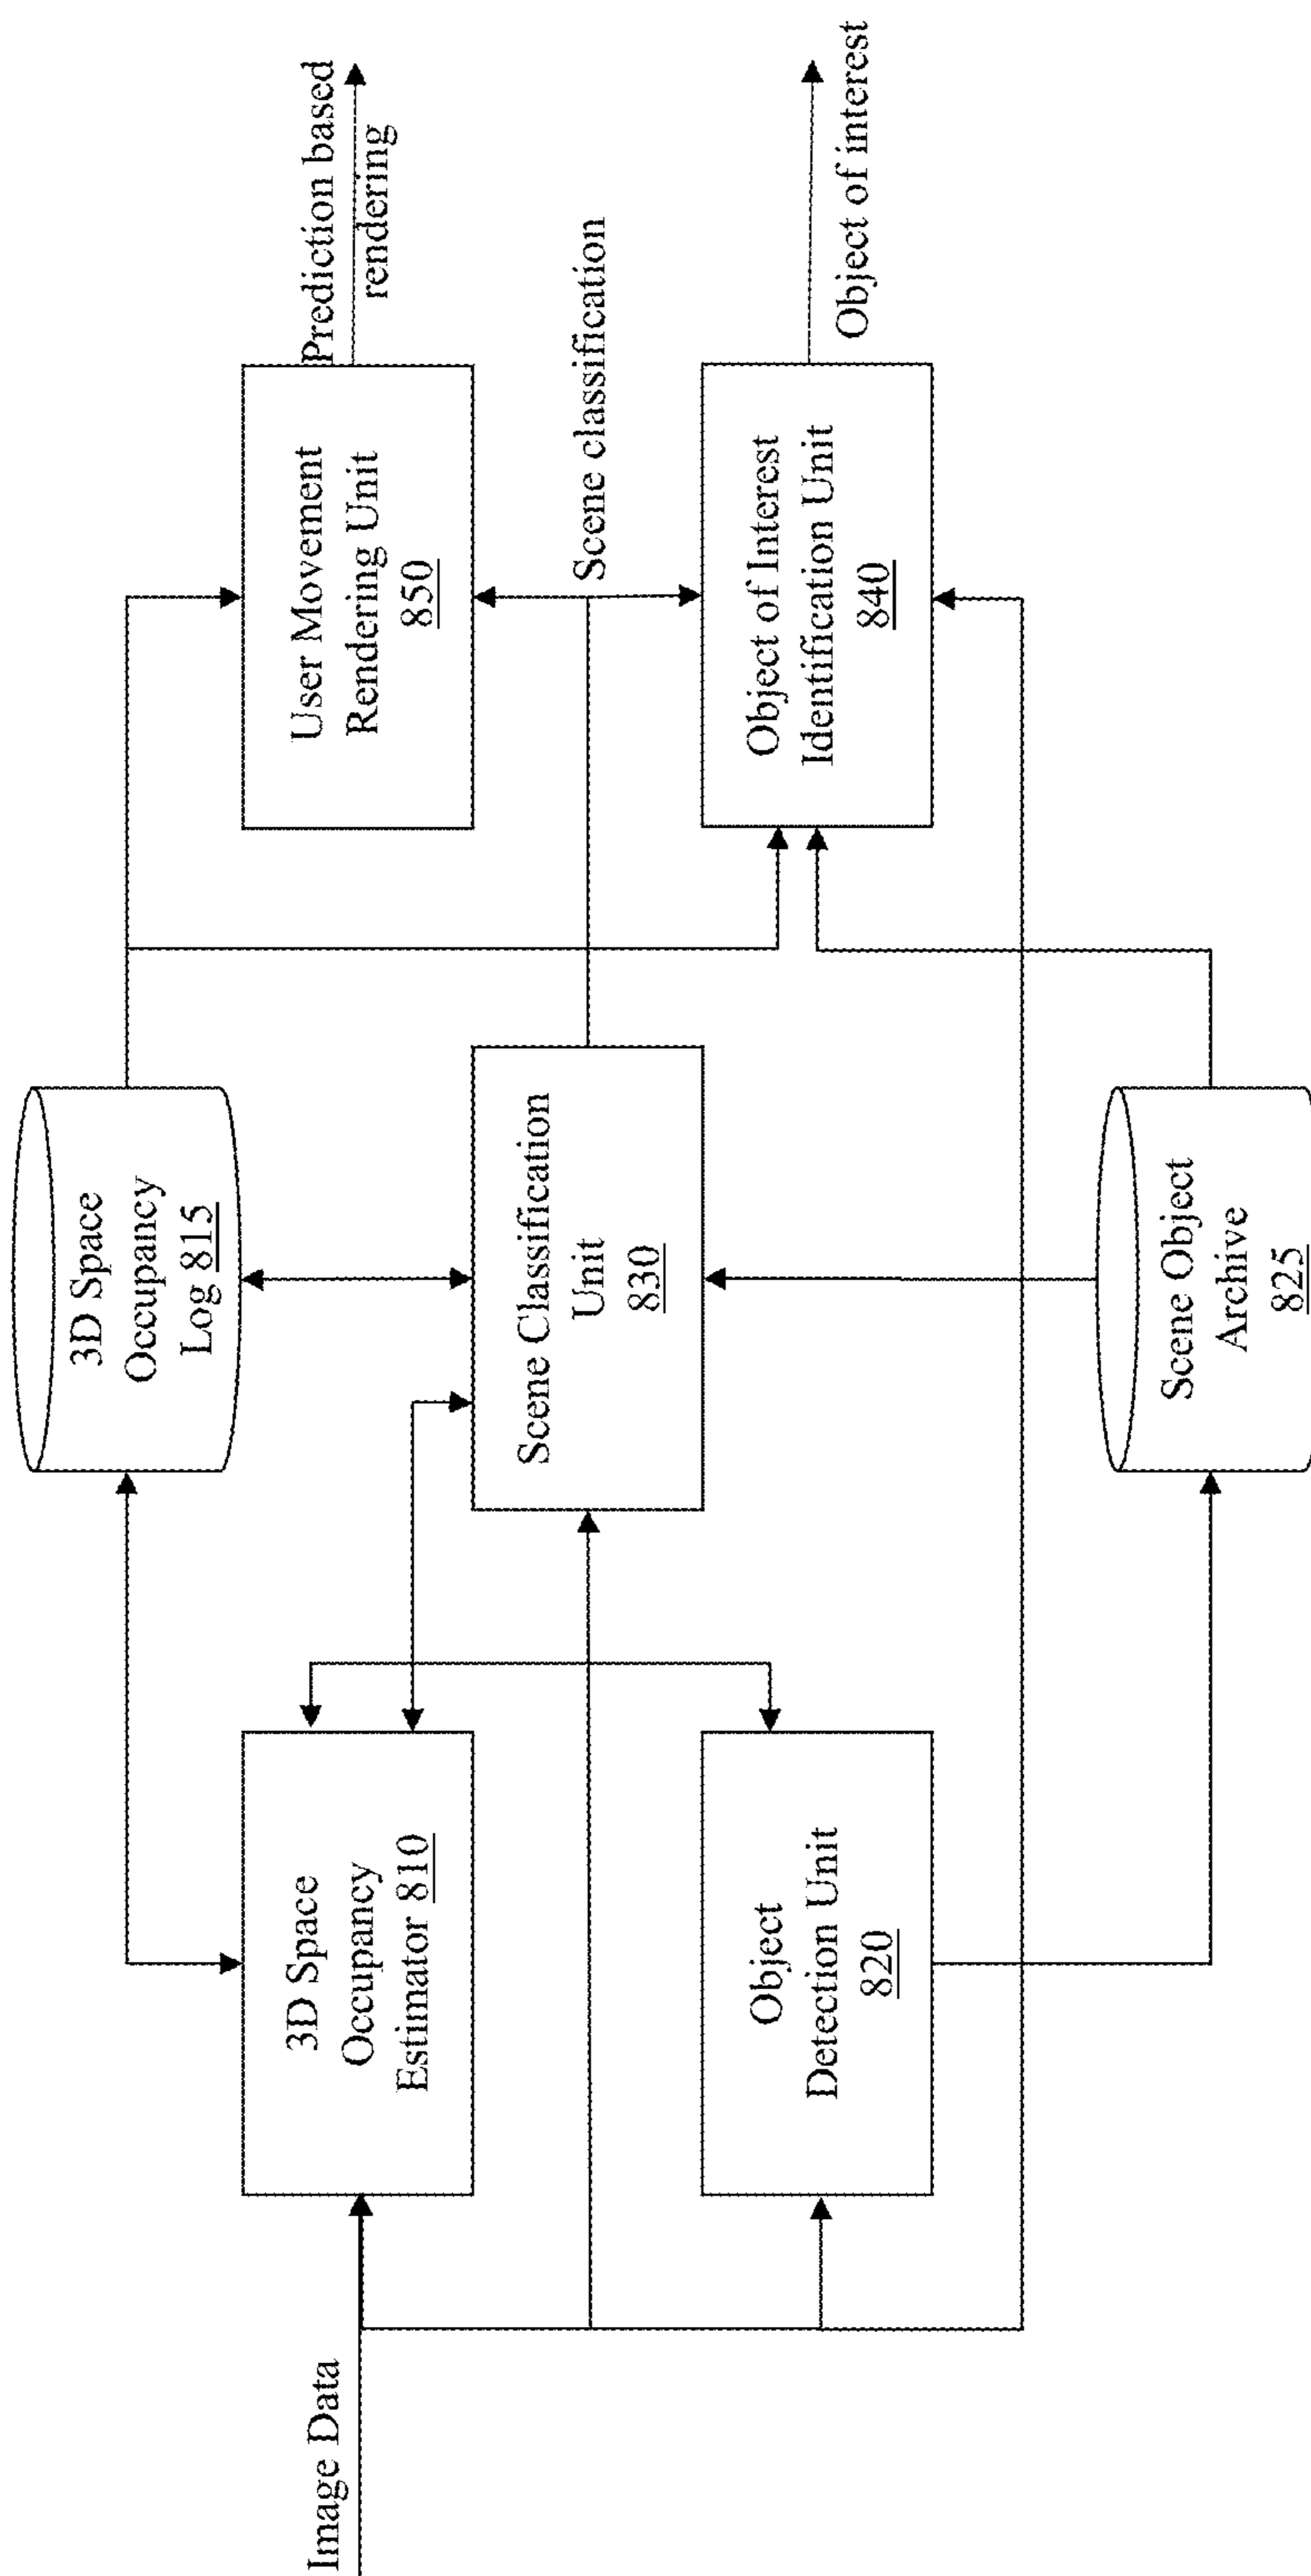 Image Data
3D Space
Occupancy
Estimator 810
Object
Detection Unit
820
3D Space
Occupancy
Log 815
Scene Classification
Unit
830
Scene Object
Archive
825
User Movement
Rendering Unit
850
Prediction based
rendering
Scene classification
Object of Interest
Identification Unit
840
Object of interest